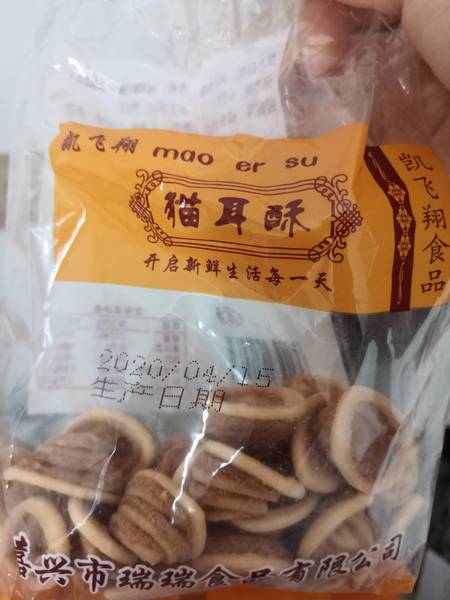 凯飞翔 mao er su
猫耳酥
开启新鲜生活每一天
凯飞翔食品
2020/04/15
生产日期
嘉兴市瑞瑞食品有限公司